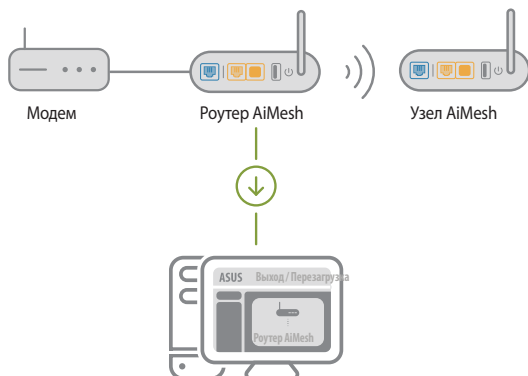 Модем
Роутер AiMesh
Узел AiMesh
ASUS Выход / Перезагрузка
Роутер AiMesh